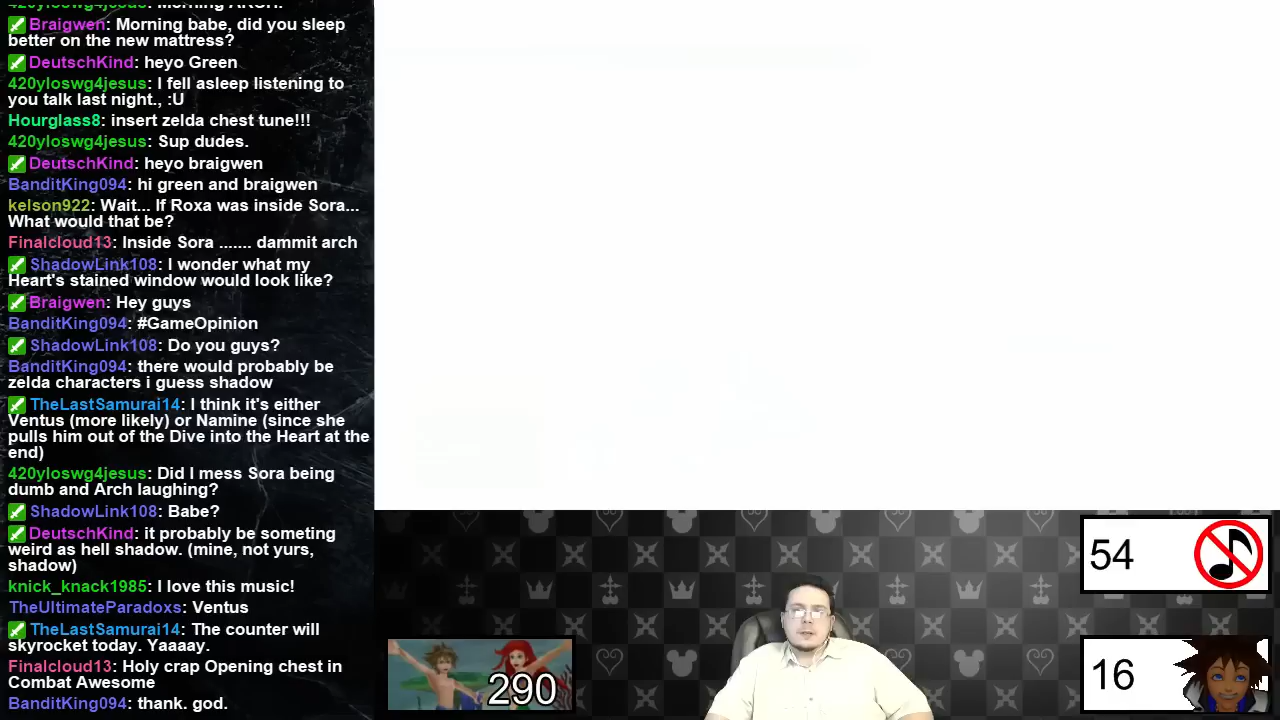 420yloswg4jesus: Morning ARCH!
Braigwen: Morning babe, did you sleep
better on the new mattress?
DeutschKind: heyo Green
420yloswg4jesus: I fell asleep listening to
you talk last night., :U
Hourglass8: insert zelda chest tune!!!
420yloswg4jesus: Sup dudes.
DeutschKind: heyo braigwen
BanditKing094: hi green and braigwen
kelson922: Wait... If Roxa was inside Sora...
What would that be?
Finalcloud13: Inside Sora ....... dammit arch
ShadowLink108: I wonder what my
Heart's stained window would look like?
Braigwen: Hey guys
BanditKing094: #GameOpinion
ShadowLink108: Do you guys?
BanditKing094: there would probably be
zelda characters i guess shadow
TheLastSamurai14: I think it's either
Ventus (more likely) or Namine (since she
pulls him out of the Dive into the Heart at the
end)
420yloswg4jesus: Did I mess Sora being
dumb and Arch laughing?
ShadowLink108: Babe?
DeutschKind: it probably be someting
weird as hell shadow. (mine, not yurs,
shadow)
knick_knack1985: I love this music!
TheUltimateParadoxs: Ventus
TheLastSamurai14: The counter will
skyrocket today. Yaaaay.
Finalcloud13: Holy crap Opening chest in
Combat Awesome
BanditKing094: thank. god.
54
290
16